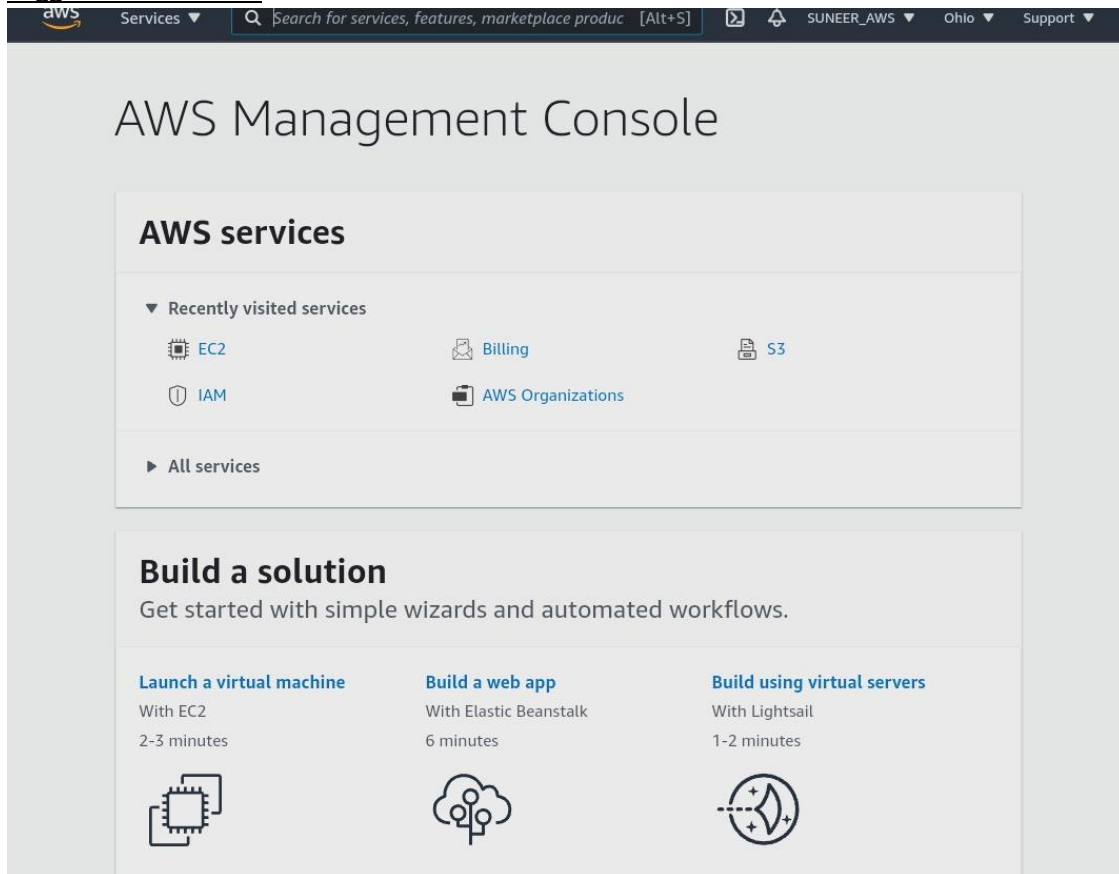 aws Services ▼ Search for services, features, marketplace produc [Alt+S] SUNEER_AWS ▼ Ohio ▼ Support ▼
AWS Management Console
AWS services
▼ Recently visited services
EC2 Billing S3
IAM AWS Organizations
▶ All services
Build a solution
Get started with simple wizards and automated workflows.
Launch a virtual machine Build a web app Build using virtual servers
With EC2 With Elastic Beanstalk With Lightsail
2-3 minutes 6 minutes 1-2 minutes